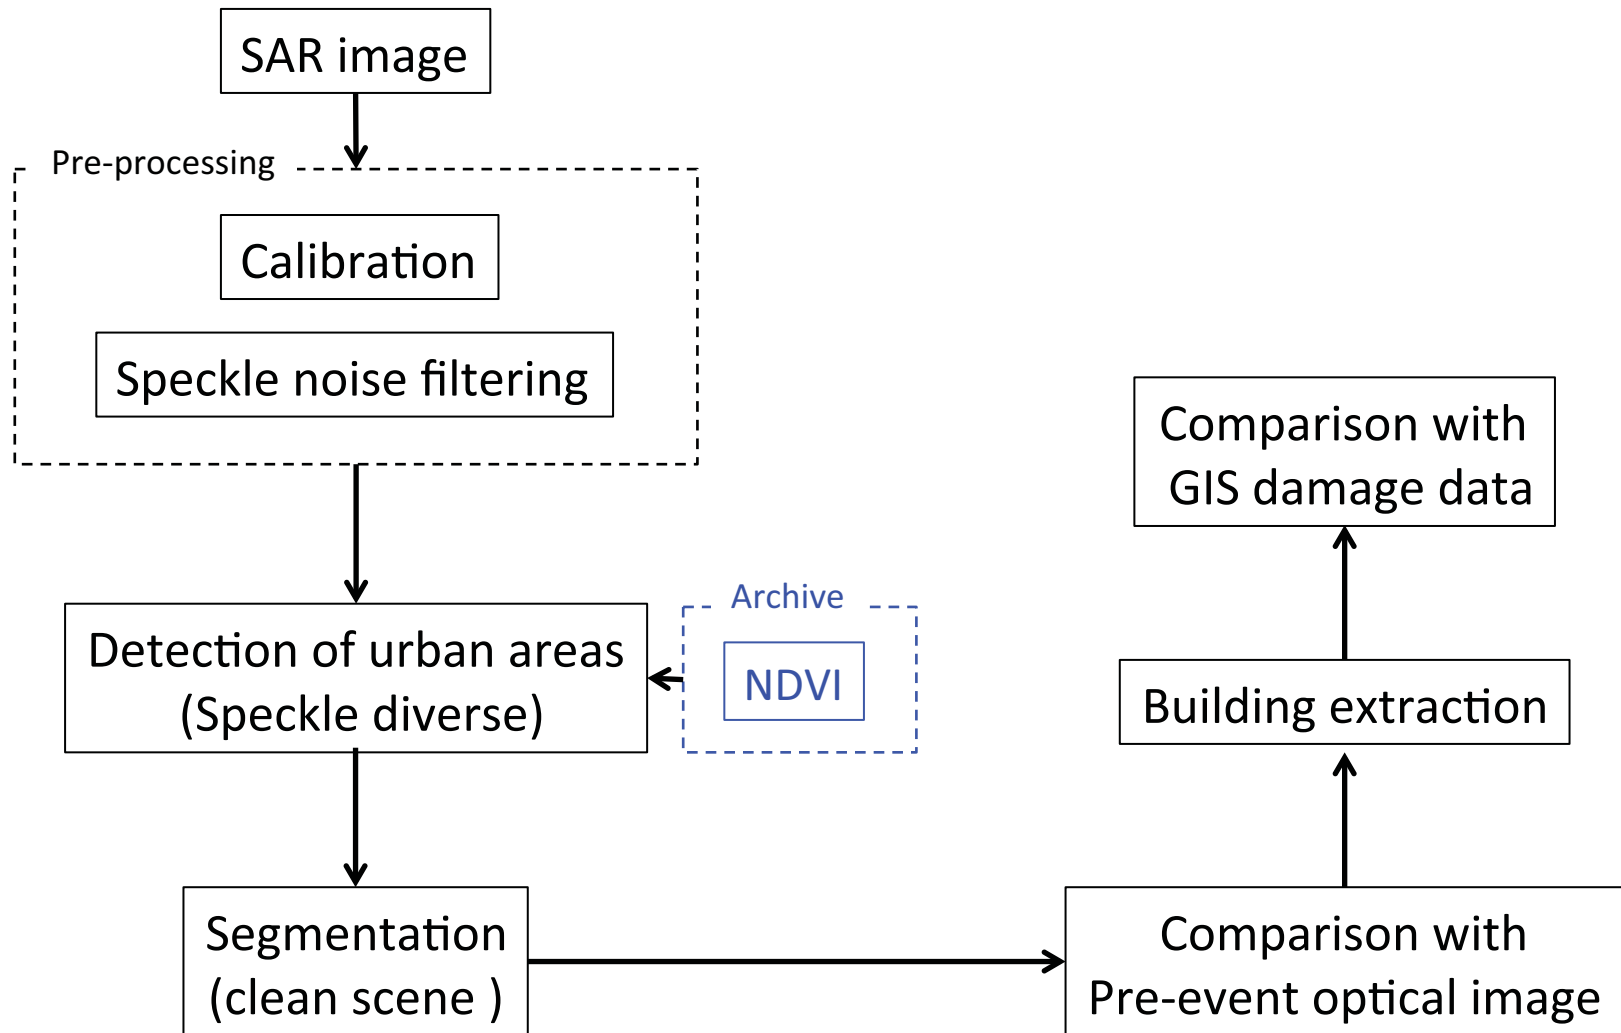 SAR image
Pre-processing
Calibration
Speckle noise filtering
Detection of urban areas
(Speckle diverse)
Archive
NDVI
Segmentation
(clean scene )
Comparison with
Pre-event optical image
Building extraction
Comparison with
GIS damage data